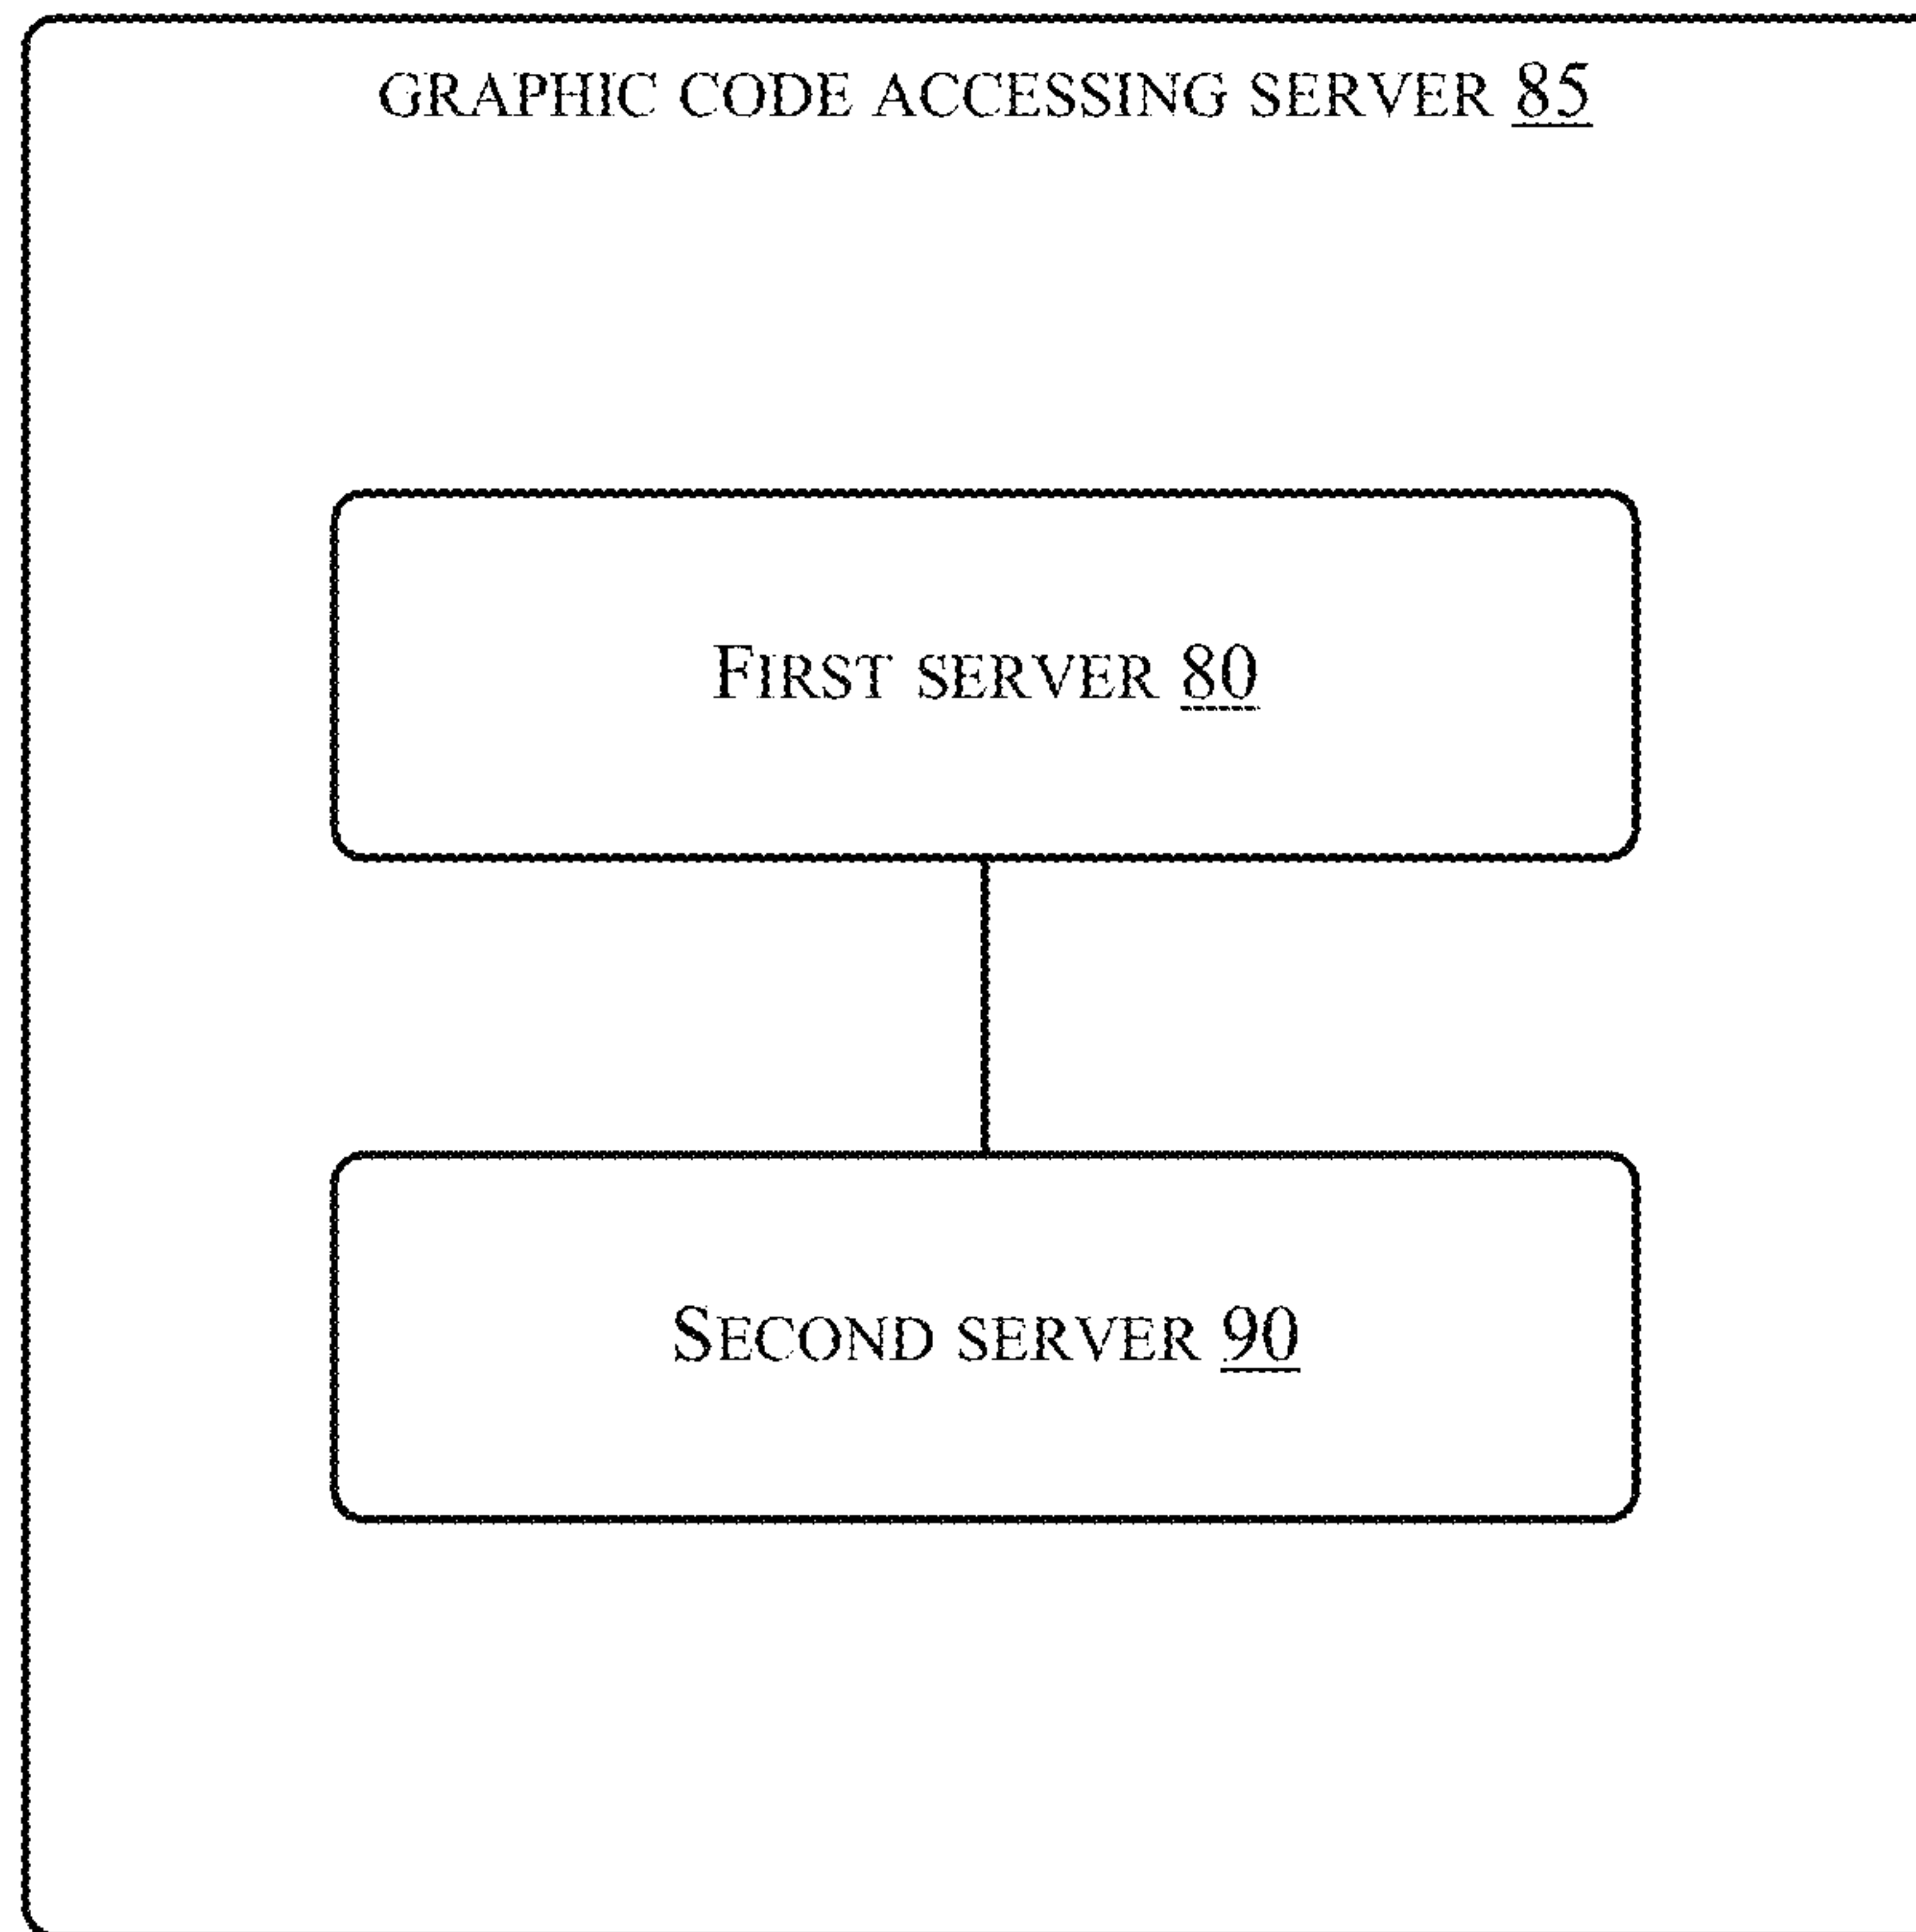 GRAPHIC CODE ACCESSING SERVER 85
FIRST SERVER 80
SECOND SERVER 90